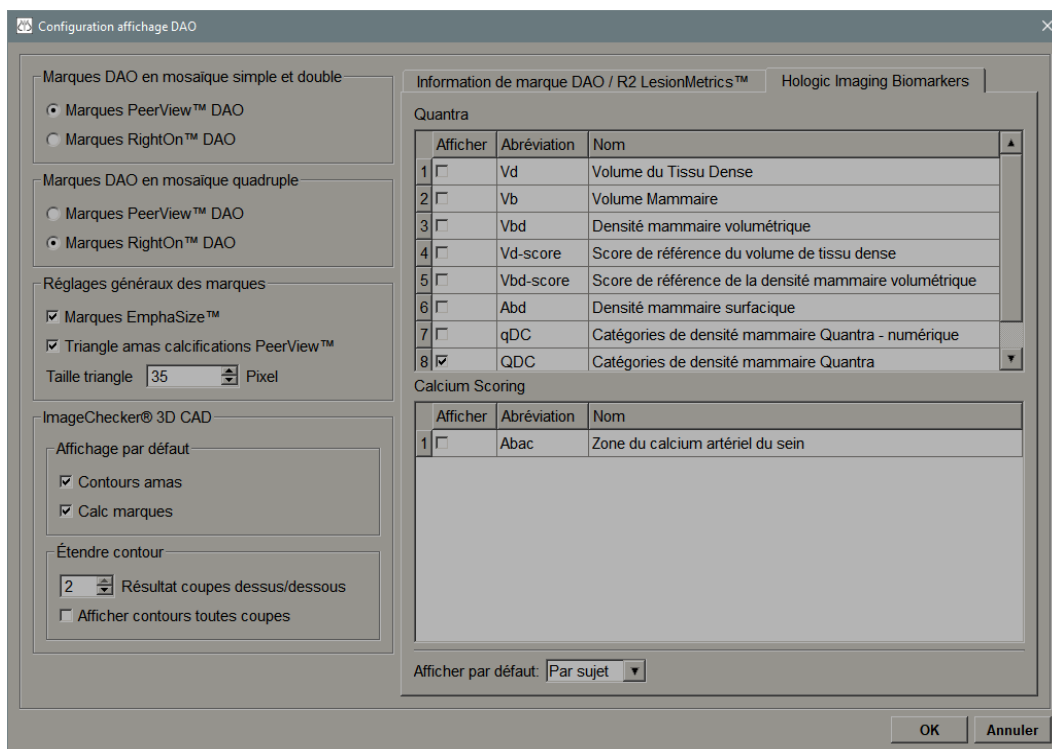 Configuration affichage DAO
Marques DAO en mosaïque simple et double
Marques PeerView™ DAO
Marques RightOn™ DAO
Marques DAO en mosaïque quadruple
Marques PeerView™ DAO
Marques RightOn™ DAO
Réglages généraux des marques
Marques EmphaSize™
Triangle amas calcifications PeerView™
Taille triangle 35 Pixel
ImageChecker® 3D CAD
Affichage par défaut
Contours amas
Calc marques
Étendre contour
2 Résultat coupes dessus/dessous
Afficher contours toutes coupes
Information de marque DAO / R2 LesionMetrics™ Hologic Imaging Biomarkers
Quantra
Afficher Abréviation Nom
1 Vd Volume du Tissu Dense
2 Vb Volume Mammaire
3 Vbd Densité mammaire volumétrique
4 Vd-score Score de référence du volume de tissu dense
5 Vbd-score Score de référence de la densité mammaire volumétrique
6 Abd Densité mammaire surfacique
7 qDC Catégories de densité mammaire Quantra - numérique
8 QDC Catégories de densité mammaire Quantra
Calcium Scoring
Afficher Abréviation Nom
1 Abac Zone du calcium artériel du sein
Afficher par défaut: Par sujet
OK Annuler